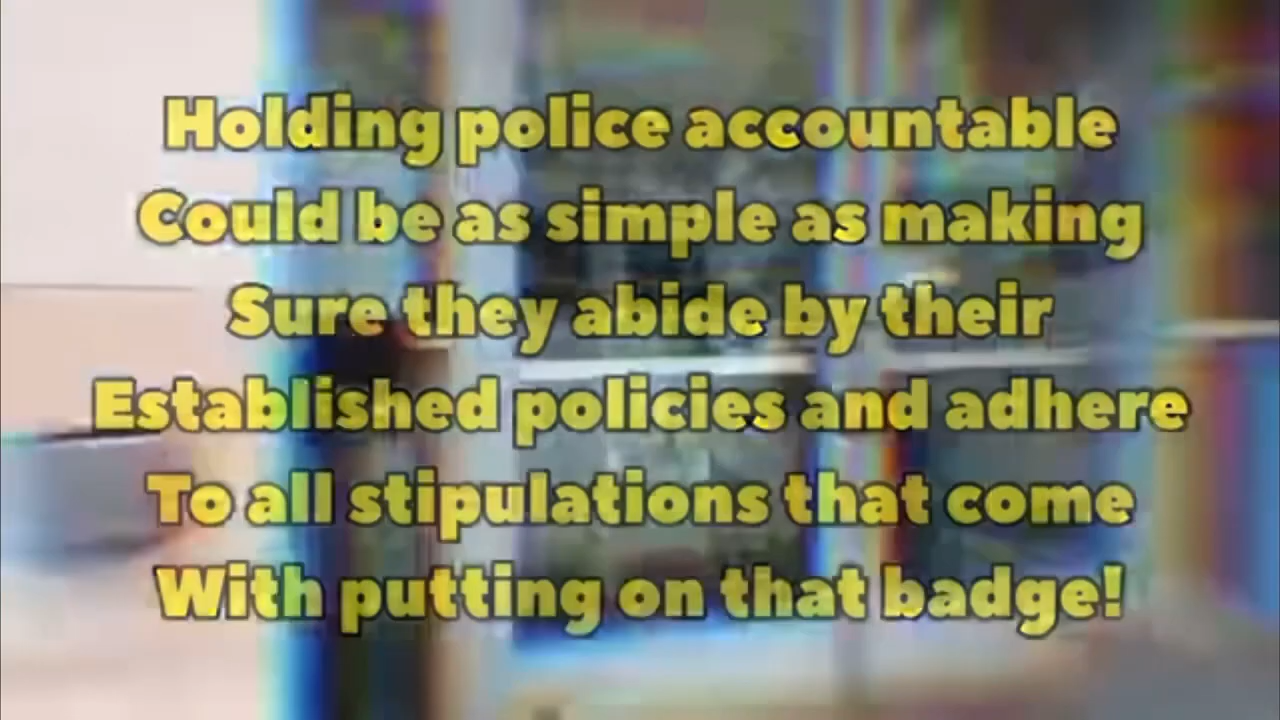 Holding police accountable
Could be as simple as making
Sure they abide by their
Established policies and adhere
To all stipulations that come
With putting on that badge!